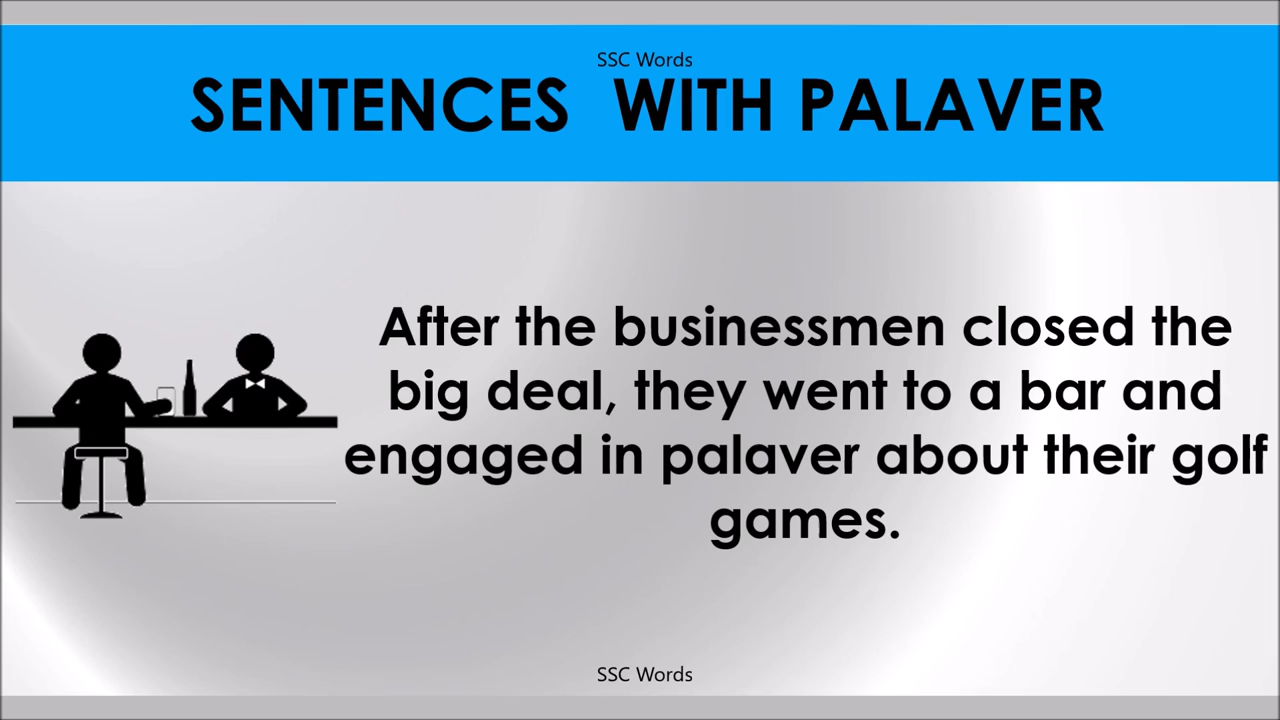 SSC Words
SENTENCES  WITH PALAVER
After the businessmen closed the
big deal, they went to a bar and
engaged in palaver about their golf
games.
SSC Words